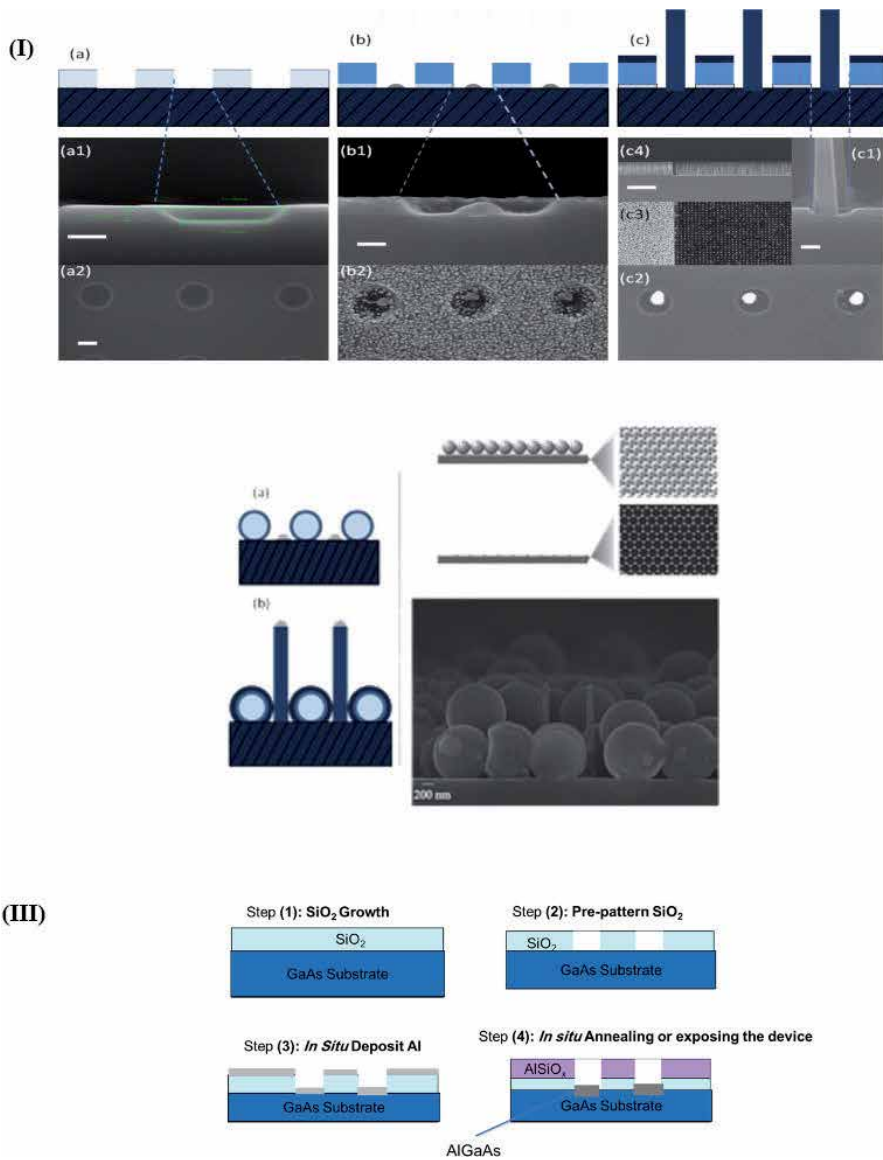 (I)
(a)
(b)
(c)
(a1)
(b1)
(c4)
(c1)
(c3)
(a2)
(b2)
(c2)
(a)
(b)
200 nm
(III)
Step (1): SiO₂ Growth
SiO₂
GaAs Substrate
Step (2): Pre-pattern SiO₂
SiO₂
GaAs Substrate
Step (3): In Situ Deposit Al
GaAs Substrate
Step (4): In situ Annealing or exposing the device
AlSiOₓ
GaAs Substrate
AlGaAs